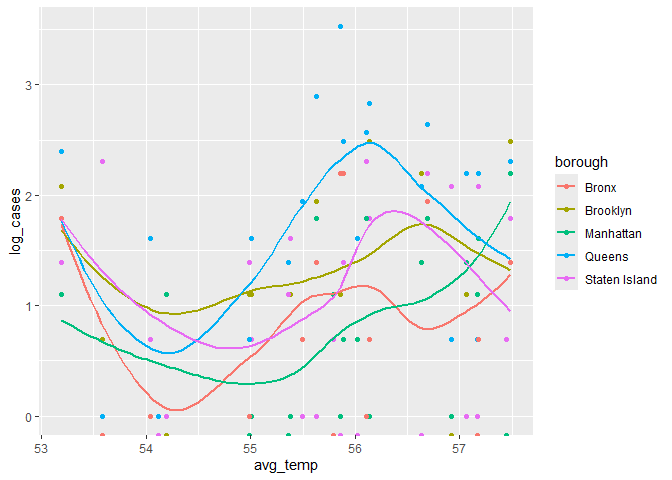 3
2
1
0
log_cases
53
54
55
56
57
avg_temp
borough
Bronx
Brooklyn
Manhattan
Queens
Staten Island